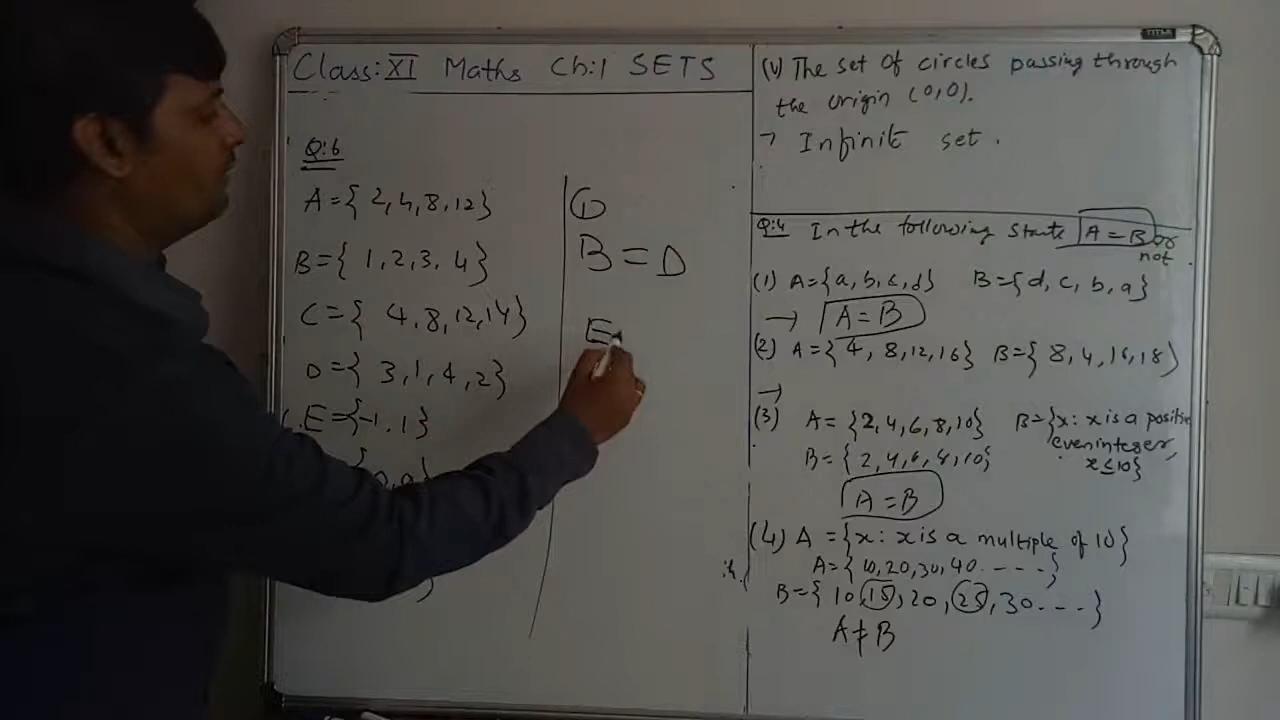 Class: XI Maths Ch:1 SETS
Q:6
A={ 2,4,8,12}
B={ 1,2,3, 4}
C={ 4,8,12,14}
D={ 3,1,4,2}
E={-1,1}
①
B = D
E
(V) The set of circles passing through
the origin (0,0).
→ Infinite set.
Q:4 In the following state A = B or
not
(1) A={a, b, c, d} B={d, c, b, a}
→ A = B
(2) A={ 4, 8, 12, 16} B={ 8, 4, 16, 18}
→
(3) A= {2,4,6,8,10} B={x: x is a positive
even integer,
x≤10}
B= { 2,4,6,8,10}
A = B
(4) A = {x: x is a multiple of 10}
A={ 10,20,30,40.----}
B={ 10, 15, 20, 25, 30---}
A≠B